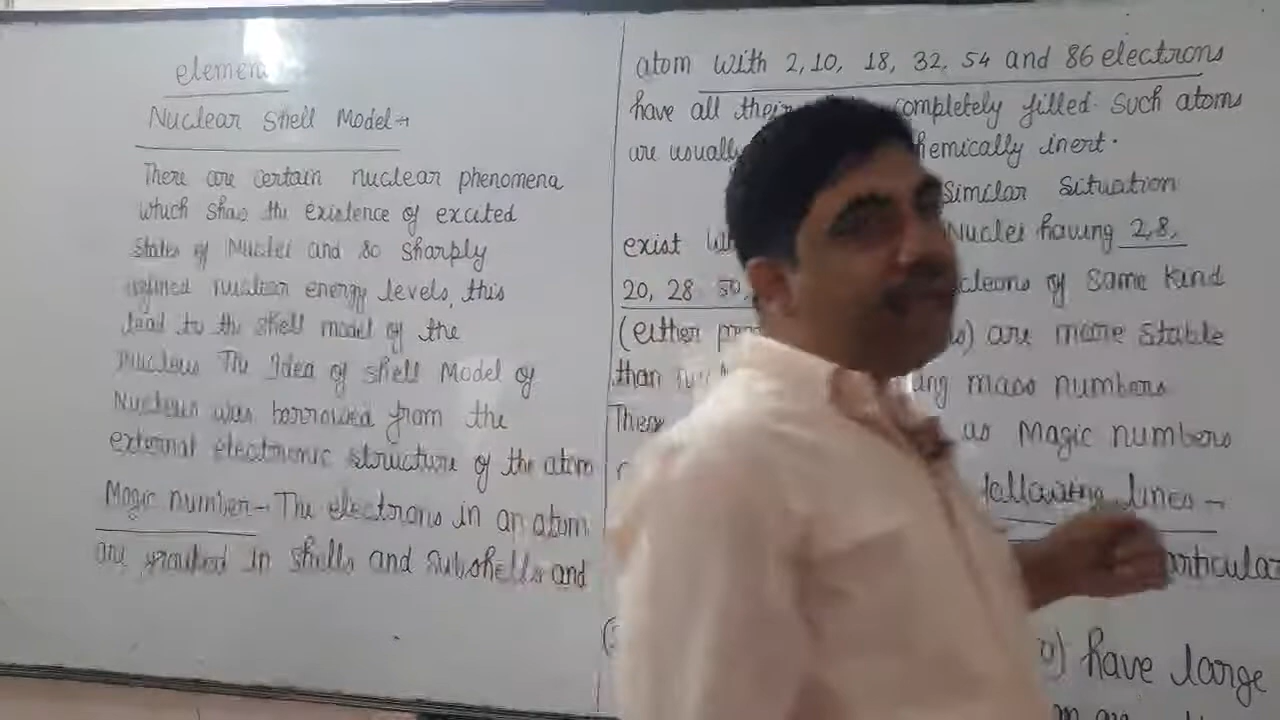 element
Nuclear Shell Model→
There are certain nuclear phenomena
which show the existence of excited
states of Nuclei and so sharply
defined nuclear energy levels, this
lead to the shell model of the
Nucleus The Idea of shell Model of
Nucleus was borrowed from the
external electronic structure of the atom
Magic number→ The electrons in an atom
are grouped in shells and subshells and
atom with 2, 10, 18, 32, 54 and 86 electrons
have all their completely filled. Such atoms
are usually chemically inert.
Similar Situation
exist Nuclei having 2,8,
20, 28 50, of Same kind
(either are more stable
than mass numbers
as Magic numbers
following lines→
articular
have large